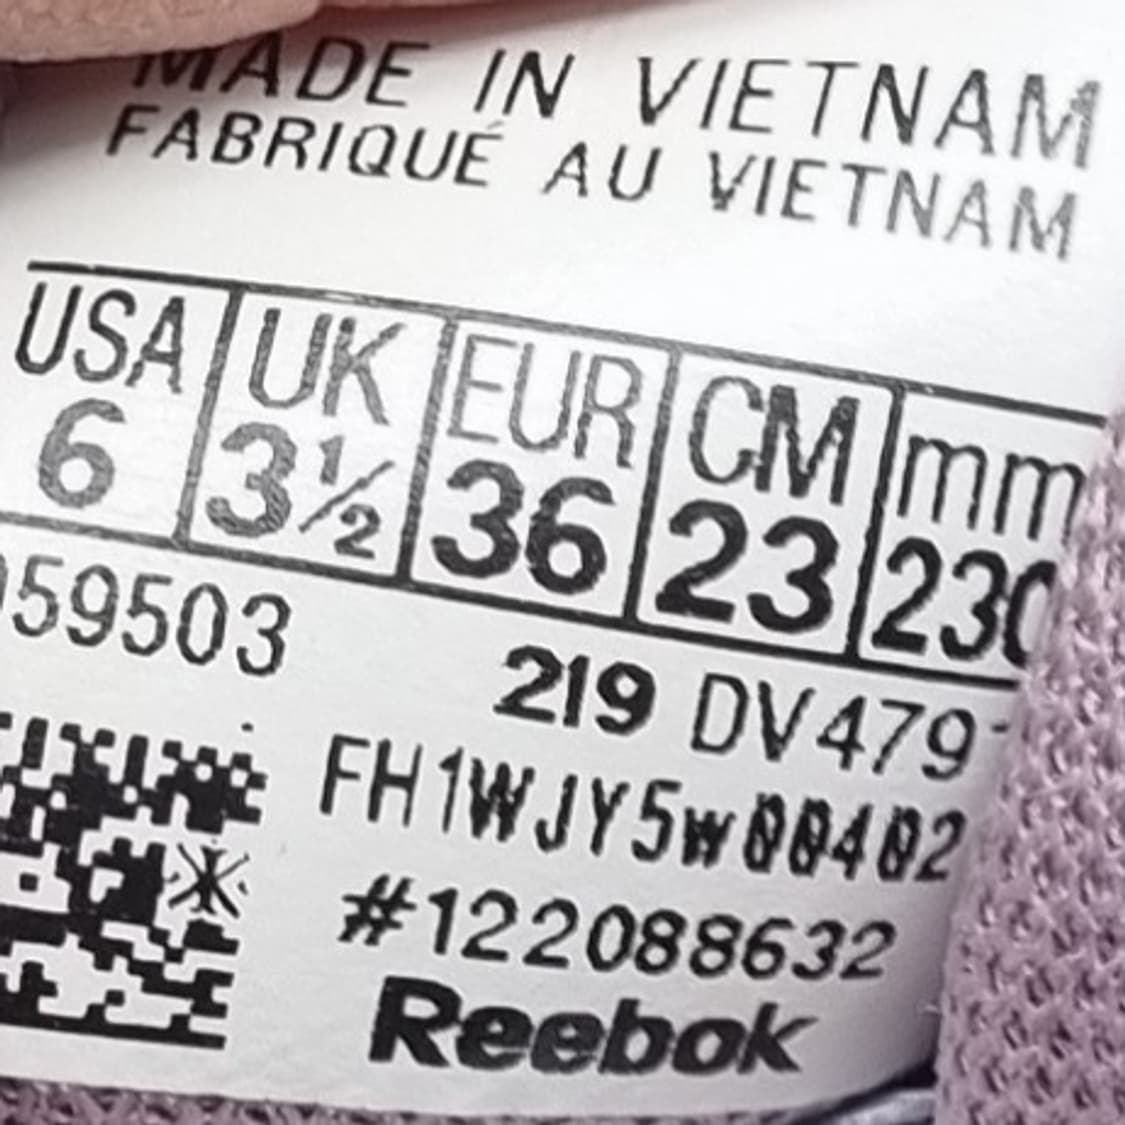 MADE IN VIETNAM
FABRIQUÉ AU VIETNAM
USA UK EUR CM mm
6 3½ 36 23 230
59503
219 DV479
FH1WJY5w00402
#122088632
Reebok